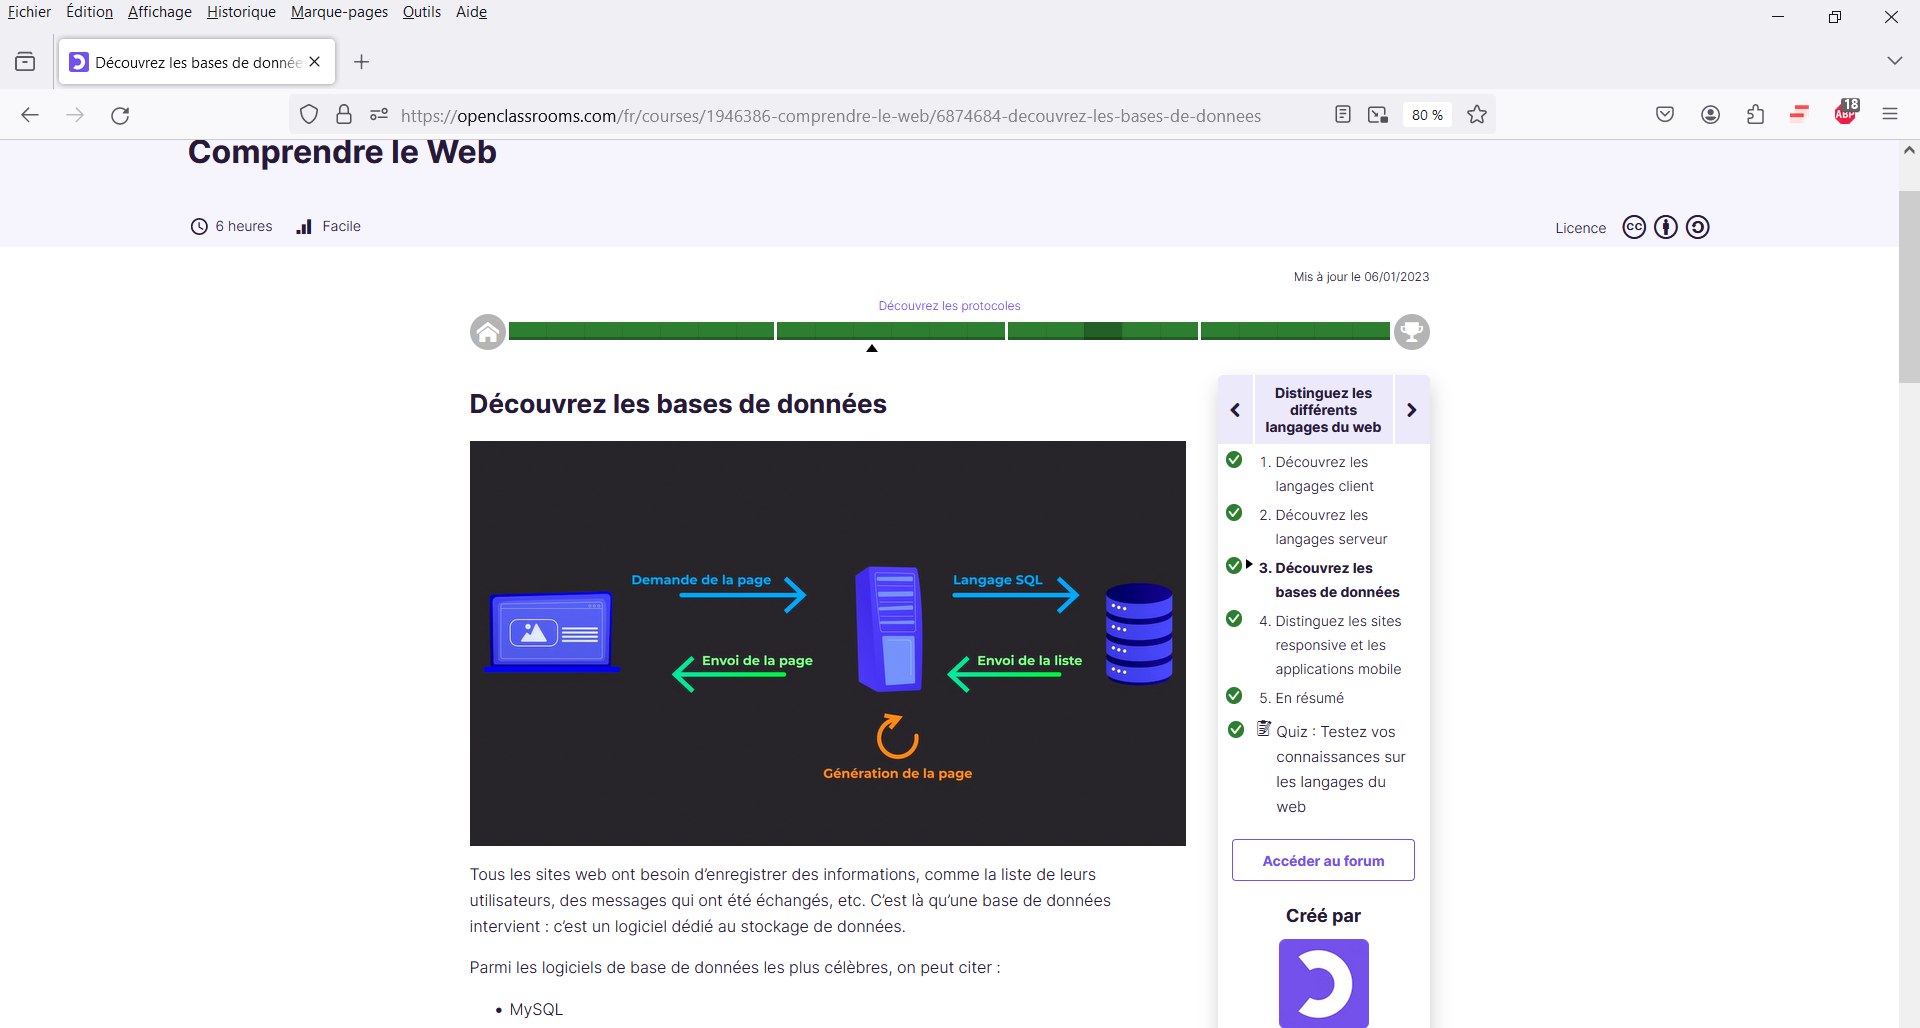 Fichier Édition Affichage Historique Marque-pages Outils Aide
Découvrez les bases de donnée
https://openclassrooms.com/fr/courses/1946386-comprendre-le-web/6874684-decouvrez-les-bases-de-donnees
80 %
18
ABP
Comprendre le Web
6 heures
Facile
Licence
cc
Mis à jour le 06/01/2023
Découvrez les protocoles
Découvrez les bases de données
Demande de la page
Langage SQL
Envoi de la page
Envoi de la liste
Génération de la page
Tous les sites web ont besoin d’enregistrer des informations, comme la liste de leurs
utilisateurs, des messages qui ont été échangés, etc. C’est là qu’une base de données
intervient : c’est un logiciel dédié au stockage de données.
Parmi les logiciels de base de données les plus célèbres, on peut citer :
• MySQL
Distinguez les
différents
langages du web
1. Découvrez les
langages client
2. Découvrez les
langages serveur
3. Découvrez les
bases de données
4. Distinguez les sites
responsive et les
applications mobile
5. En résumé
Quiz : Testez vos
connaissances sur
les langages du
web
Accéder au forum
Créé par